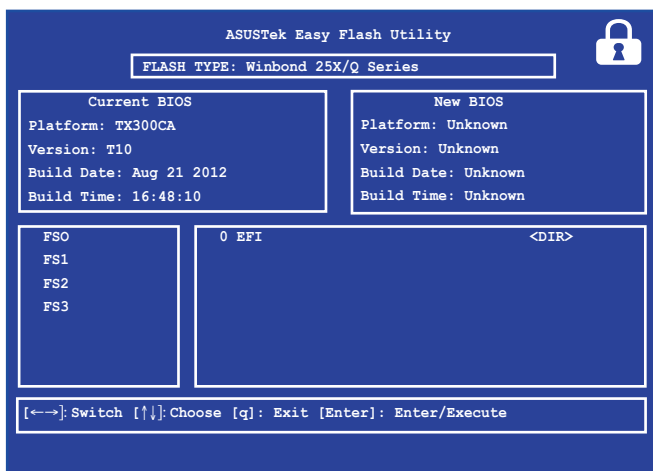 ASUSTek Easy Flash Utility
FLASH TYPE: Winbond 25X/Q Series
Current BIOS
Platform: TX300CA
Version: T10
Build Date: Aug 21 2012
Build Time: 16:48:10
New BIOS
Platform: Unknown
Version: Unknown
Build Date: Unknown
Build Time: Unknown
FSO
FS1
FS2
FS3
0 EFI <DIR>
[←→]: Switch [↑↓]: Choose [q]: Exit [Enter]: Enter/Execute